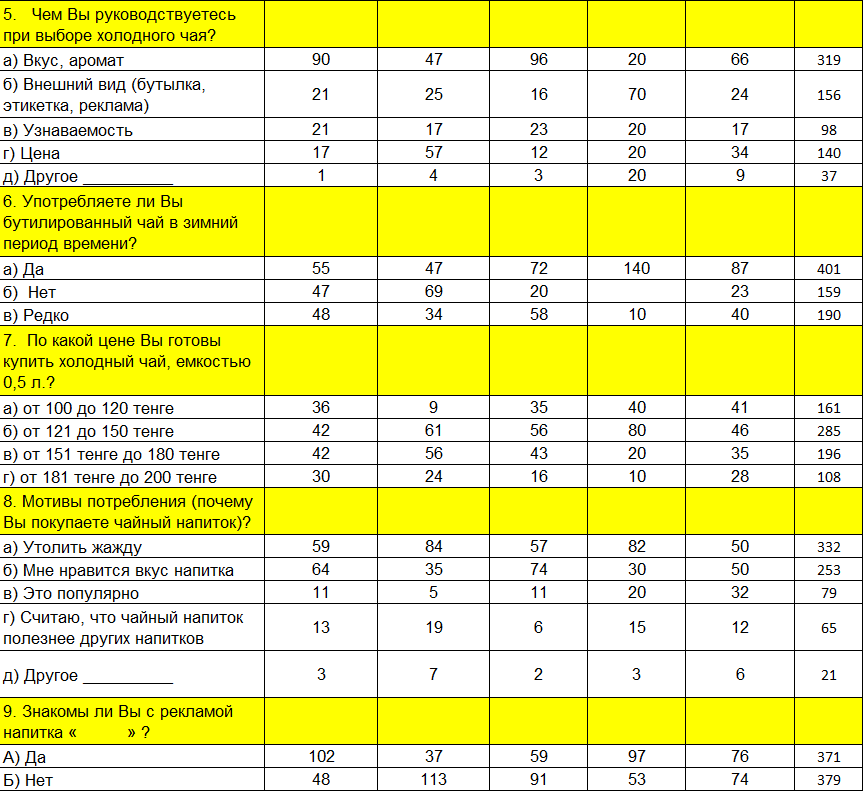 5. Чем Вы руководствуетесь
при выборе холодного чая?
а) Вкус, аромат 90 47 96 20 66 319
б) Внешний вид (бутылка,
этикетка, реклама) 21 25 16 70 24 156
в) Узнаваемость 21 17 23 20 17 98
г) Цена 17 57 12 20 34 140
д) Другое __________ 1 4 3 20 9 37
6. Употребляете ли Вы
бутилированный чай в зимний
период времени?
а) Да 55 47 72 140 87 401
б) Нет 47 69 20 23 159
в) Редко 48 34 58 10 40 190
7. По какой цене Вы готовы
купить холодный чай, емкостью
0,5 л.?
а) от 100 до 120 тенге 36 9 35 40 41 161
б) от 121 до 150 тенге 42 61 56 80 46 285
в) от 151 тенге до 180 тенге 42 56 43 20 35 196
г) от 181 тенге до 200 тенге 30 24 16 10 28 108
8. Мотивы потребления (почему
Вы покупаете чайный напиток)?
а) Утолить жажду 59 84 57 82 50 332
б) Мне нравится вкус напитка 64 35 74 30 50 253
в) Это популярно 11 5 11 20 32 79
г) Считаю, что чайный напиток
полезнее других напитков 13 19 6 15 12 65
д) Другое __________ 3 7 2 3 6 21
9. Знакомы ли Вы с рекламой
напитка « » ?
А) Да 102 37 59 97 76 371
Б) Нет 48 113 91 53 74 379